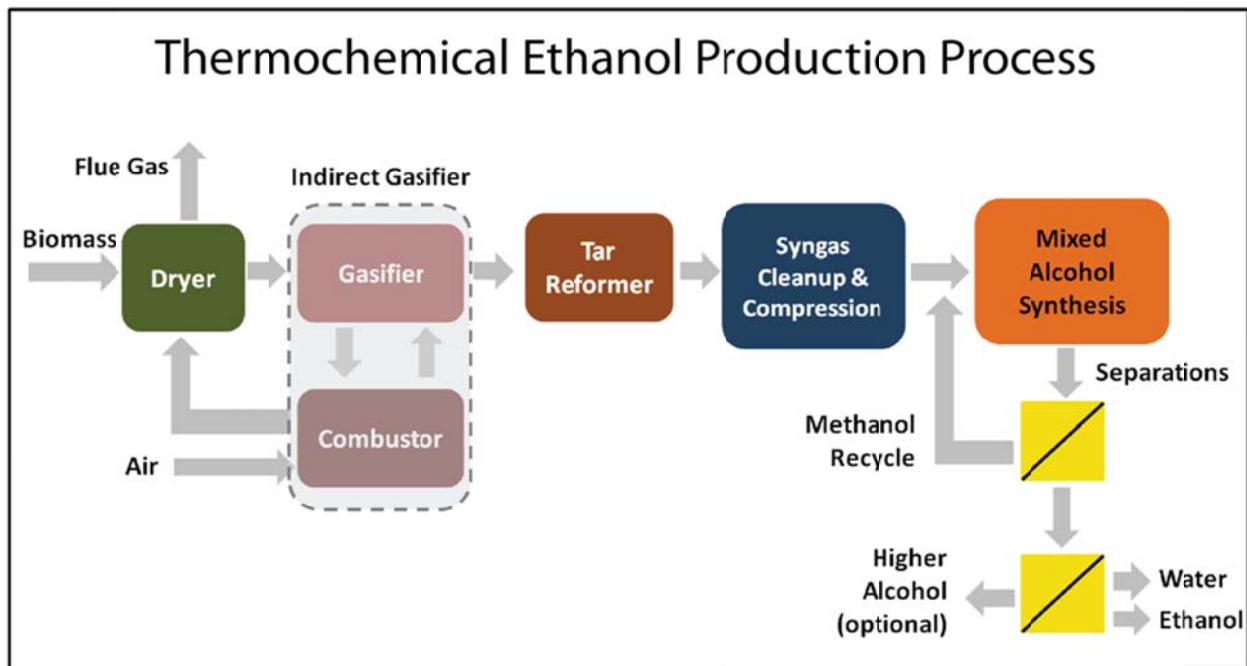 Thermochemical Ethanol Production Process
Flue Gas
Indirect Gasifier
Biomass
Dryer
Gasifier
Tar
Reformer
Syngas
Cleanup &
Compression
Mixed
Alcohol
Synthesis
Separations
Combustor
Air
Methanol
Recycle
Higher
Alcohol
(optional)
Water
Ethanol